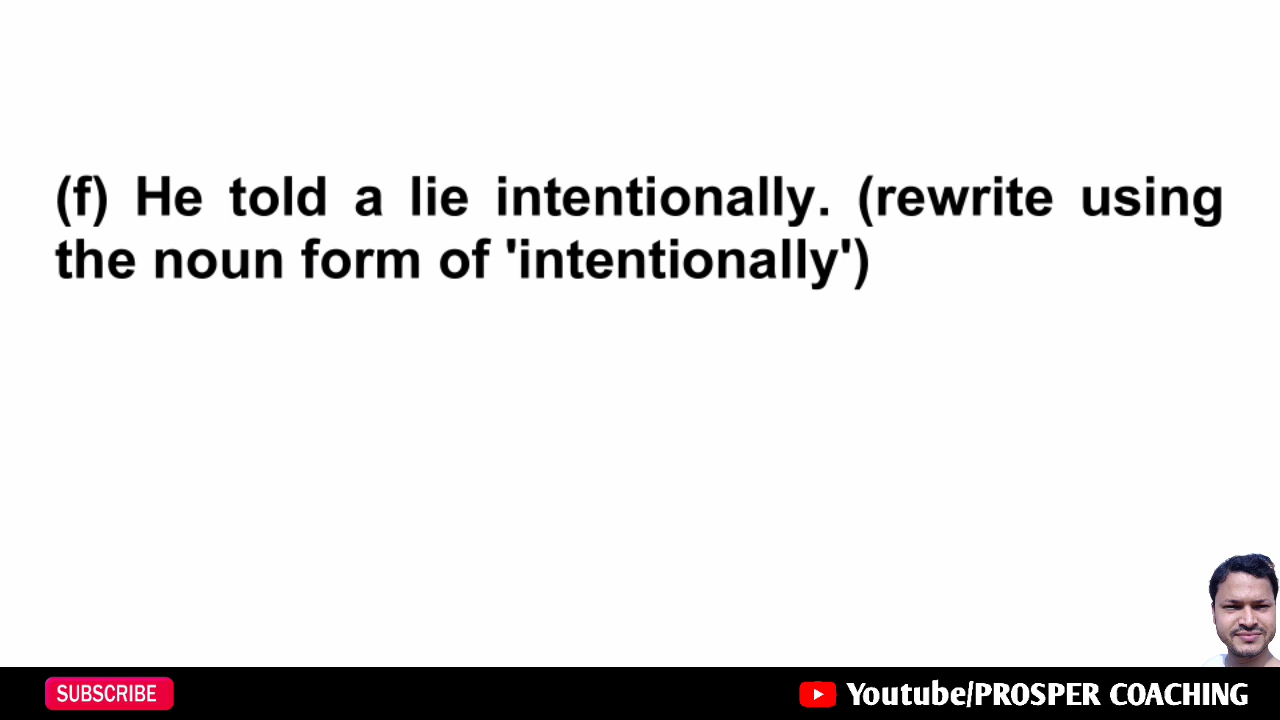 (f) He told a lie intentionally. (rewrite using
the noun form of 'intentionally')
SUBSCRIBE
Youtube/PROSPER COACHING